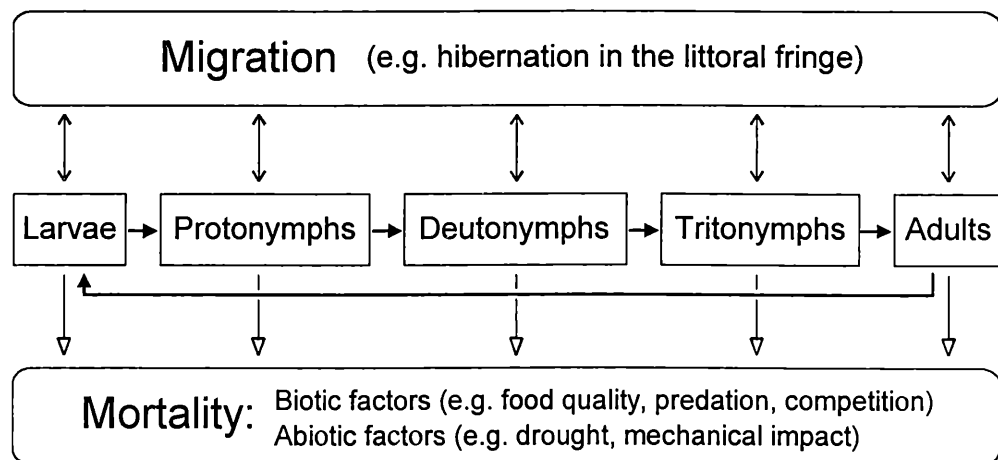 Migration (e.g. hibernation in the littoral fringe)
Larvae Protonymphs Deutonymphs Tritonymphs Adults
Mortality: Biotic factors (e.g. food quality, predation, competition)
Abiotic factors (e.g. drought, mechanical impact)